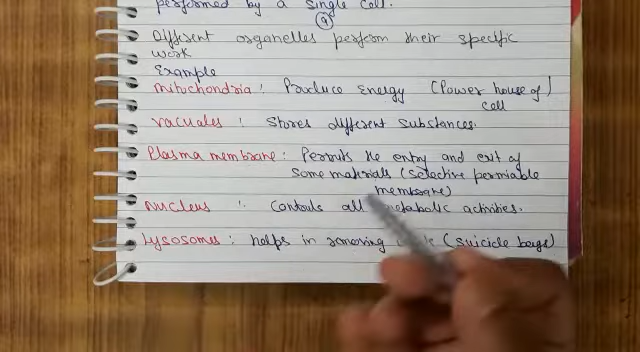 performed by a single cell.
9
Different organelles perform their specific
work
Example
Mitochondria : Produce Energy (Power house of)
cell
Vacuales : Stores different substances.
Plasma membrane : Permits the entry and exit of
some materials (selective permiable
membrane)
Nucleus : Controls all metabolic activities.
Lysosomes : helps in removing (suicide bags)